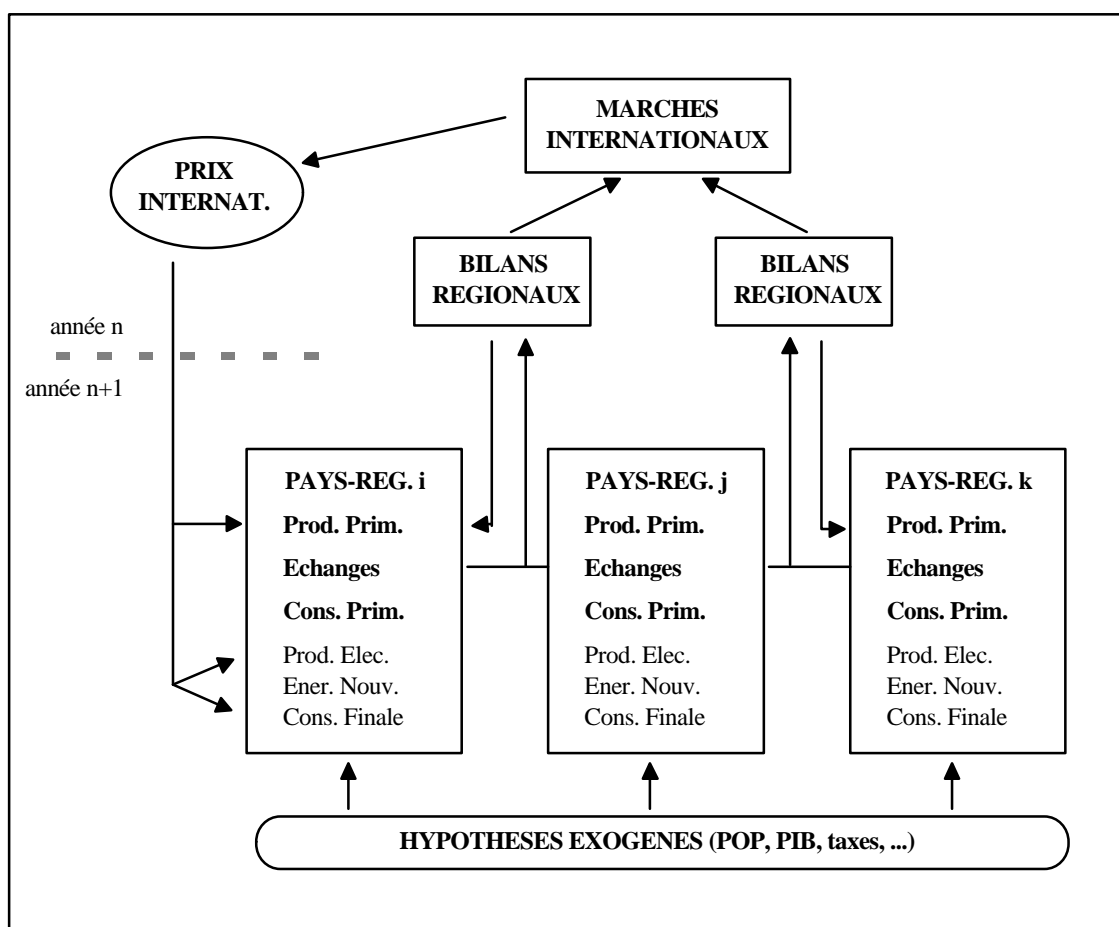 MARCHES
INTERNATIONAUX
PRIX
INTERNAT.
BILANS
REGIONAUX
BILANS
REGIONAUX
année n
année n+1
PAYS-REG. i
Prod. Prim.
Echanges
Cons. Prim.
Prod. Elec.
Ener. Nouv.
Cons. Finale
PAYS-REG. j
Prod. Prim.
Echanges
Cons. Prim.
Prod. Elec.
Ener. Nouv.
Cons. Finale
PAYS-REG. k
Prod. Prim.
Echanges
Cons. Prim.
Prod. Elec.
Ener. Nouv.
Cons. Finale
HYPOTHESES EXOGENES (POP, PIB, taxes, ...)